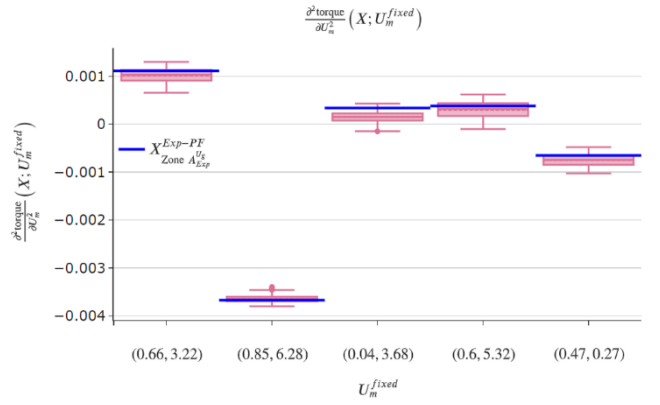 ∂²torque/∂U_m² (X; U_m^{fixed})
0.001
0
−0.001
−0.002
−0.003
−0.004
∂²torque/∂U_m² (X; U_m^{fixed})
X^{Exp−PF}_{Zone A^{U_g}_{Exp}}
(0.66, 3.22)
(0.85, 6.28)
(0.04, 3.68)
(0.6, 5.32)
(0.47, 0.27)
U_m^{fixed}